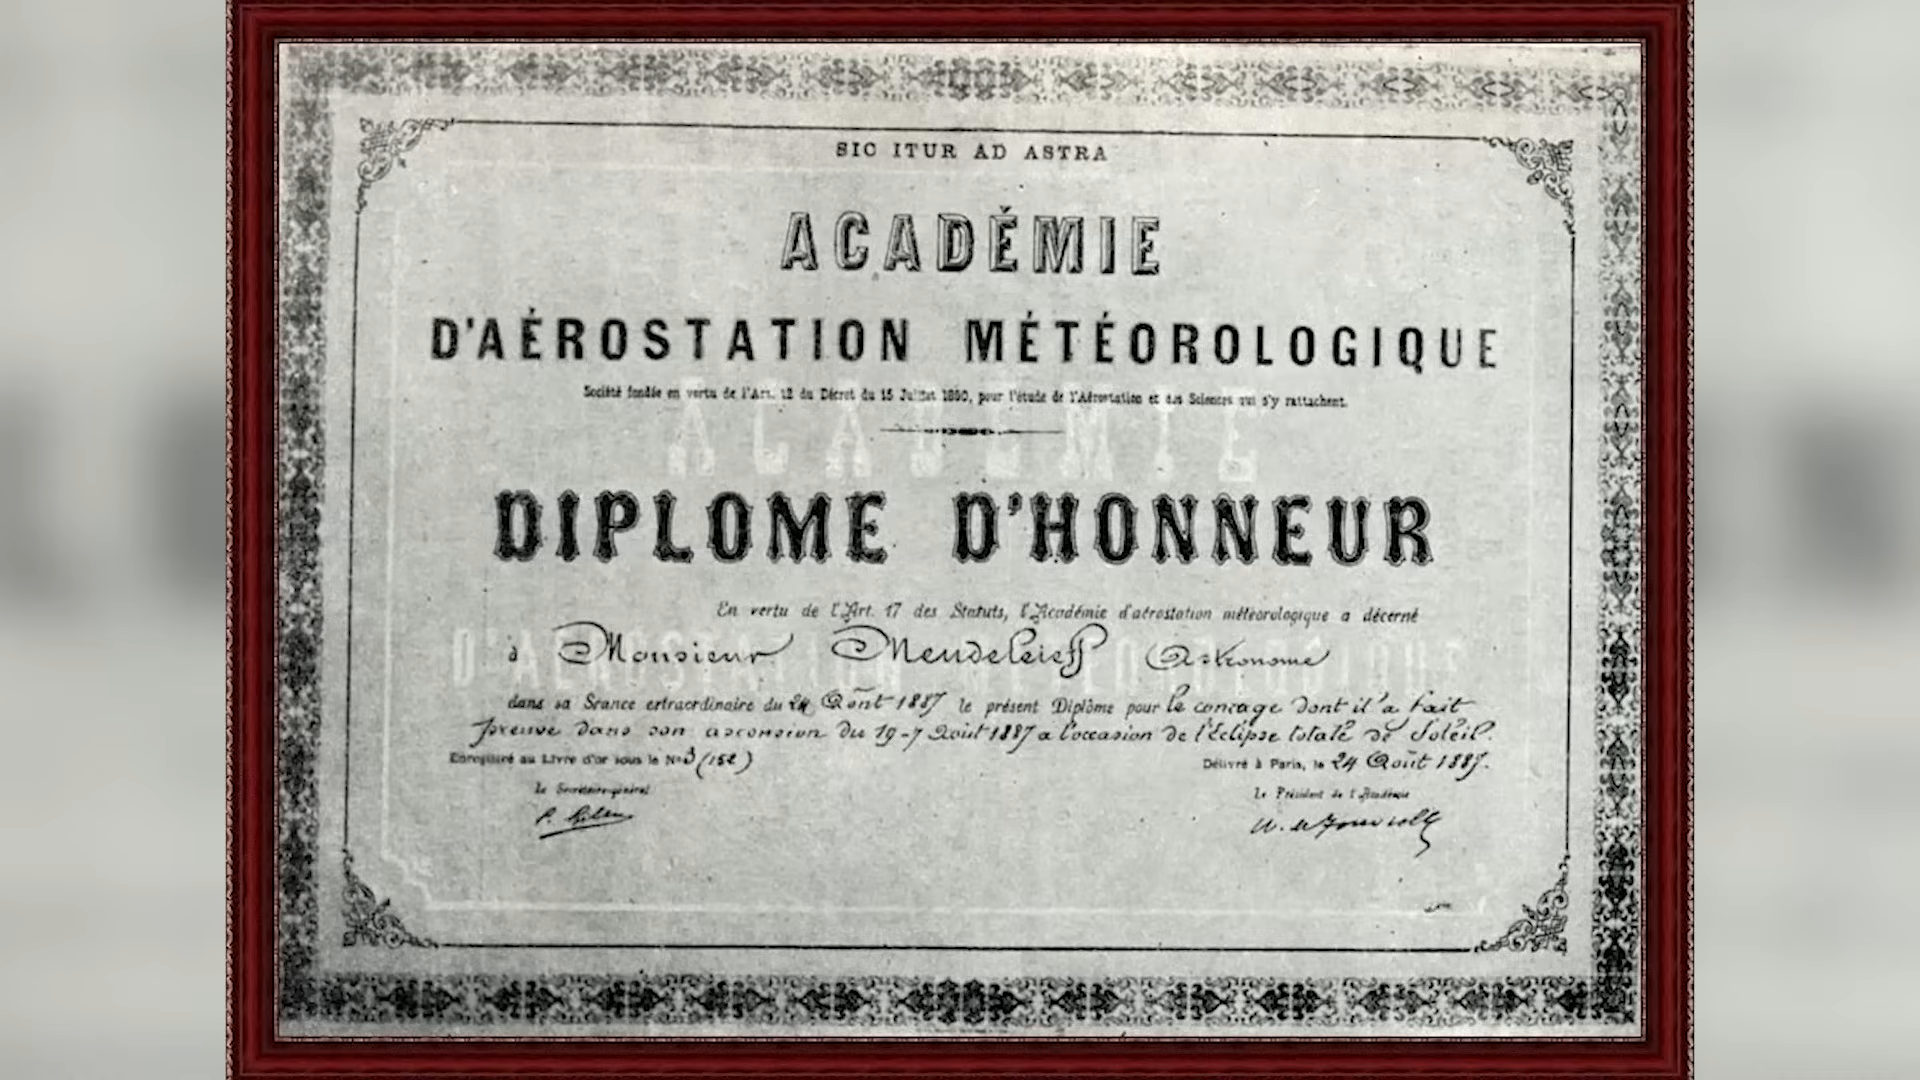 SIC ITUR AD ASTRA
ACADÉMIE
D'AÉROSTATION MÉTÉOROLOGIQUE
Société fondée en vertu de l'Art. 12 du Décret du 15 Juillet 1850, pour l'étude de l'Aérostation et des Sciences qui s'y rattachent.
DIPLOME D'HONNEUR
En vertu de l'Art. 17 des Statuts, l'Académie d'aérostation météorologique a décerné
à Monsieur Mendeleieff Astronome
dans sa Séance extraordinaire du 24 Août 1887 le présent Diplôme pour le courage dont il a fait
preuve dans son ascension du 19-7 Août 1887 a l'occasion de l'Éclipse totale de Soleil.
Enregistré au Livre d'or sous le No 3 (152)
Délivré à Paris, le 24 Août 1887.
Le Secrétaire-général
Le Président de l'Académie
W. de Fonvielle